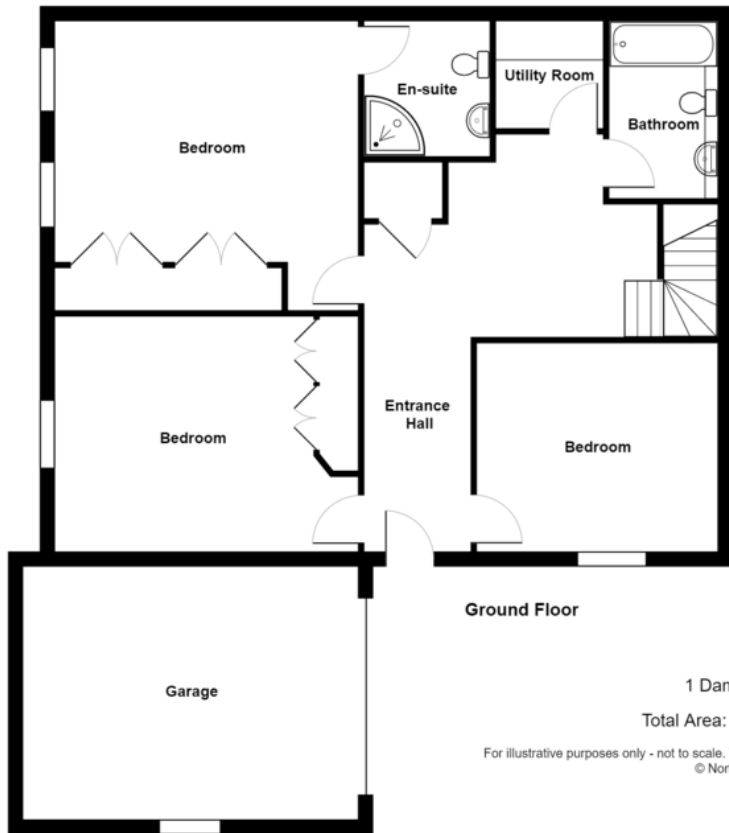 En-suite
Utility Room
Bathroom
Bedroom
Entrance
Hall
Bedroom
Bedroom
Ground Floor
Garage
1 Dam
Total Area:
For illustrative purposes only - not to scale.
© Nor